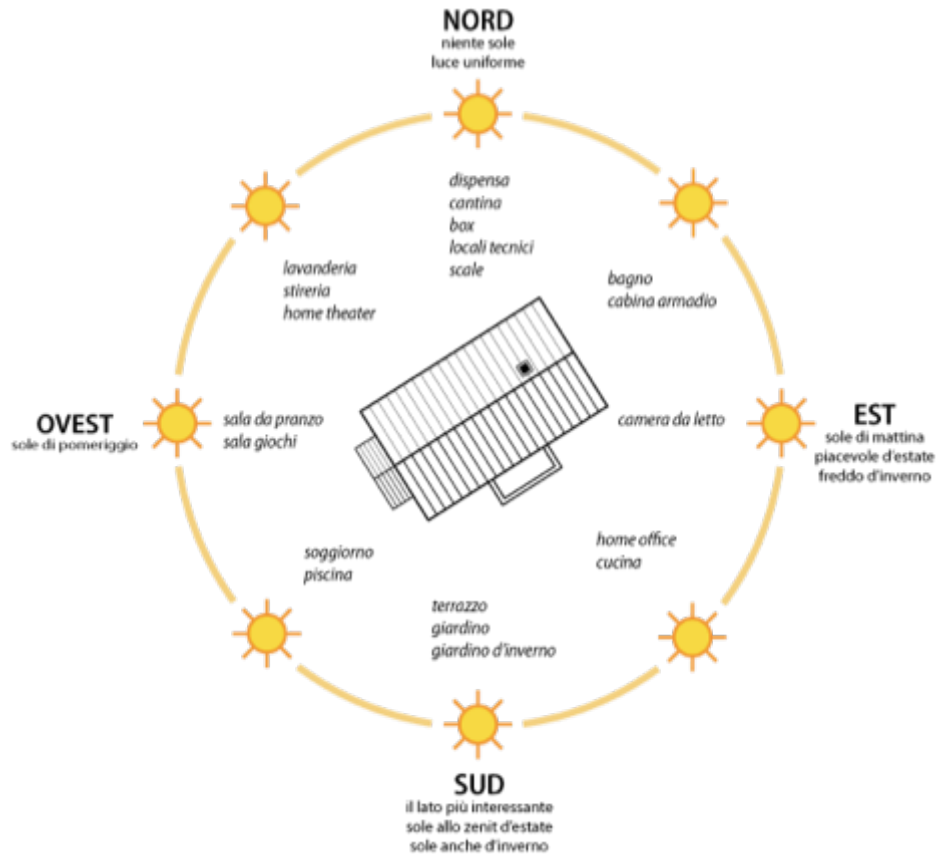 NORD
niente sole
luce uniforme
dispensa
cantina
box
locali tecnici
scale
lavanderia
stireria
home theater
bagno
cabina armadio
OVEST
sole di pomeriggio
sala da pranzo
sala giochi
camera da letto
EST
sole di mattina
piacevole d'estate
freddo d'inverno
soggiorno
piscina
home office
cucina
terrazzo
giardino
giardino d'inverno
SUD
il lato più interessante
sole allo zenit d'estate
sole anche d'inverno